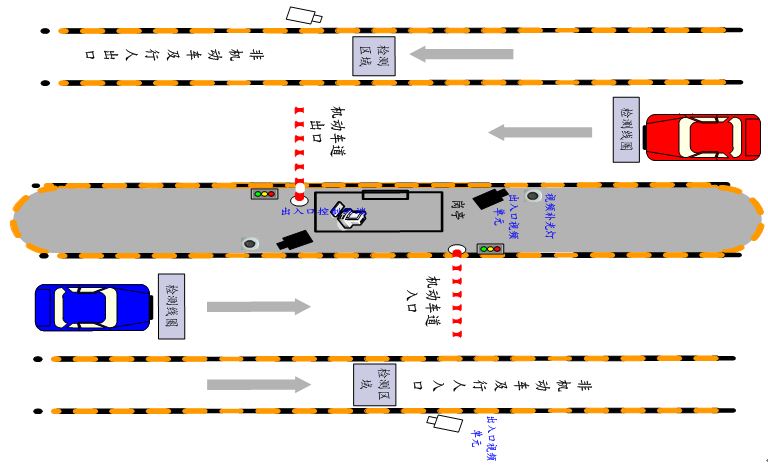 非机动车及行人出口
检测
区域
机动车道
出口
检测线圈
出入口控制
岗亭
出入口视频
单元
视频补光灯
检测线圈
机动车道
入口
检测区
域
非机动车及行人入口
出入口视频
单元